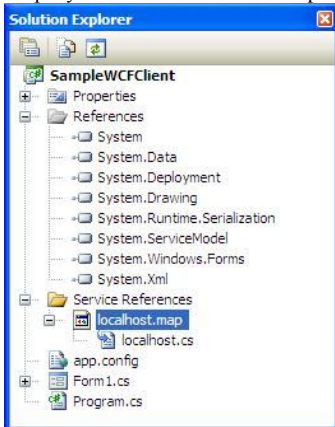 Solution Explorer
SampleWCFClient
Properties
References
System
System.Data
System.Deployment
System.Drawing
System.Runtime.Serialization
System.ServiceModel
System.Windows.Forms
System.Xml
Service References
localhost.map
localhost.cs
app.config
Form1.cs
Program.cs